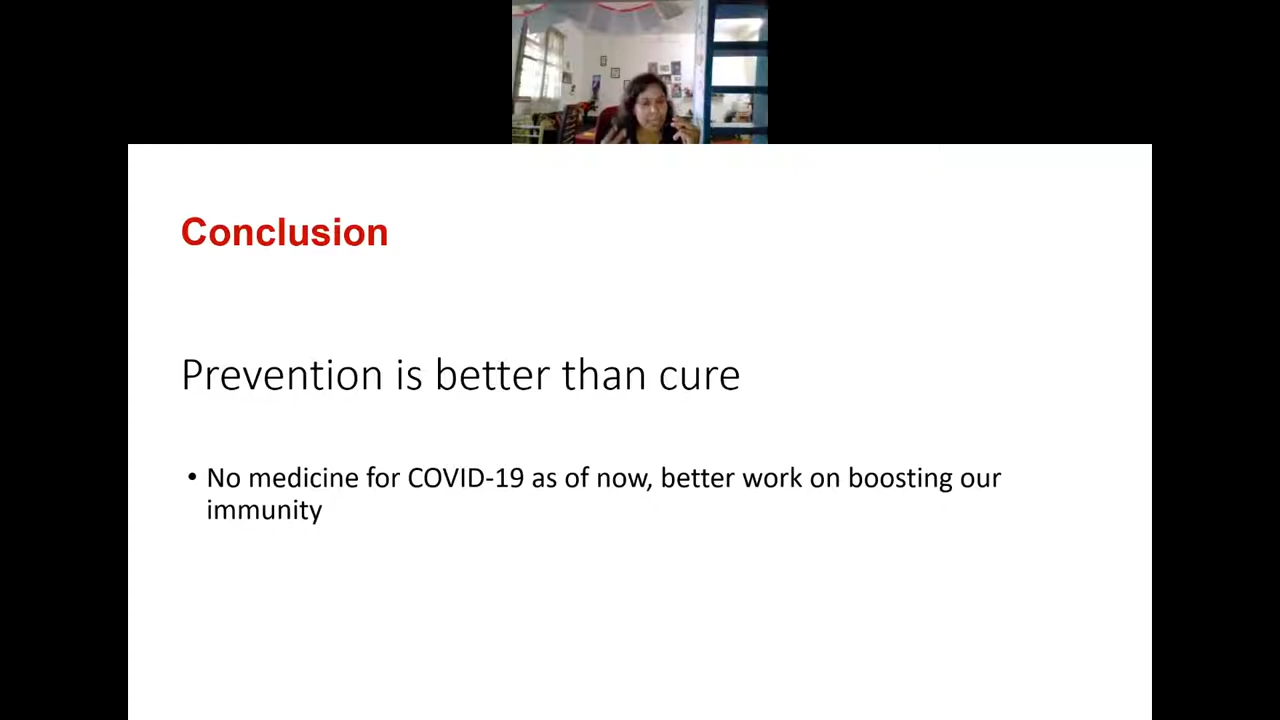 Conclusion
Prevention is better than cure
• No medicine for COVID-19 as of now, better work on boosting our
immunity